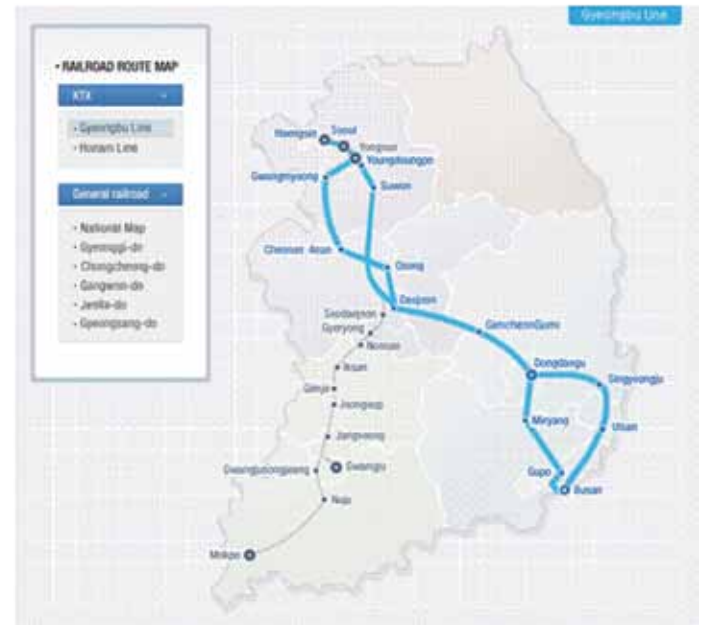 Gyeongbu Line
• RAILROAD ROUTE MAP
KTX
• Gyeongbu Line
• Honam Line
General railroad
• National Map
• Gyeonggi-do
• Chungcheong-do
• Gangwon-do
• Jeolla-do
• Gyeongsang-do
Haengsin
Seoul
Yongsan
Youngdeungpo
Gwangmyeong
Suwon
Cheonan Asan
Osong
Daejeon
Seodaejeon
Gyeryong
Nonsan
Iksan
Gimje
Jeongeup
Jangseong
Gwangjusongjeong
Gwangju
Naju
Mokpo
GimcheonGumi
Dongdaegu
Singyeongju
Miryang
Ulsan
Gupo
Busan